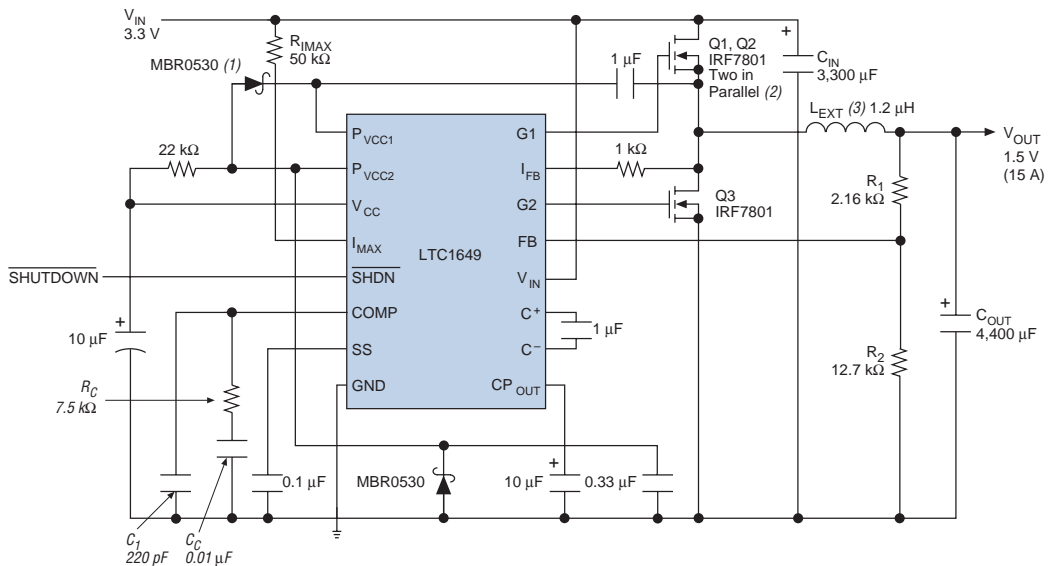 V_IN
3.3 V
R_IMAX
50 kΩ
MBR0530 (1)
1 µF
Q1, Q2
IRF7801
Two in
Parallel (2)
+
C_IN
3,300 µF
L_EXT (3) 1.2 µH
V_OUT
1.5 V
(15 A)
22 kΩ
P_VCC1
P_VCC2
V_CC
I_MAX
SHDN
COMP
SS
GND
LTC1649
G1
I_FB
G2
FB
V_IN
C+
C−
CP_OUT
1 kΩ
Q3
IRF7801
R_1
2.16 kΩ
SHUTDOWN
+
10 µF
1 µF
R_2
12.7 kΩ
+
C_OUT
4,400 µF
R_C
7.5 kΩ
0.1 µF
MBR0530
+
10 µF
0.33 µF
C_1
220 pF
C_C
0.01 µF